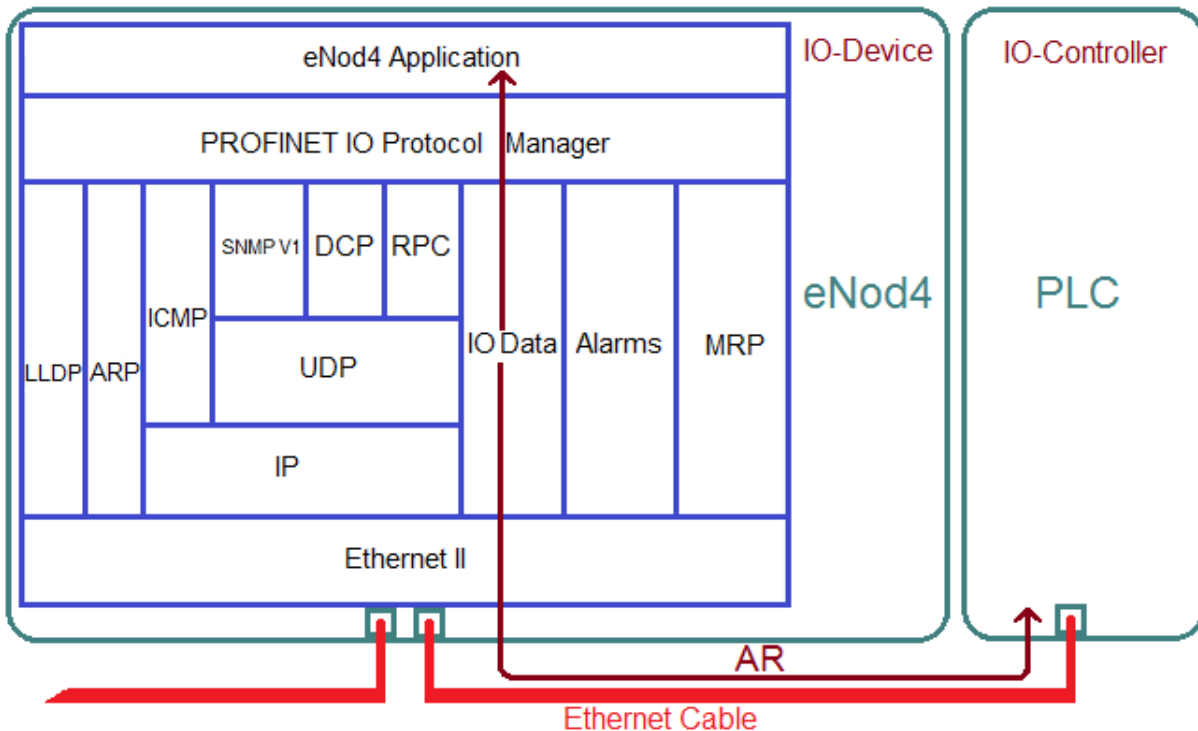 eNod4 Application
IO-Device
IO-Controller
PROFINET IO Protocol Manager
SNMP V1
DCP
RPC
ICMP
eNod4
PLC
LLDP
ARP
UDP
IO Data
Alarms
MRP
IP
Ethernet II
AR
Ethernet Cable